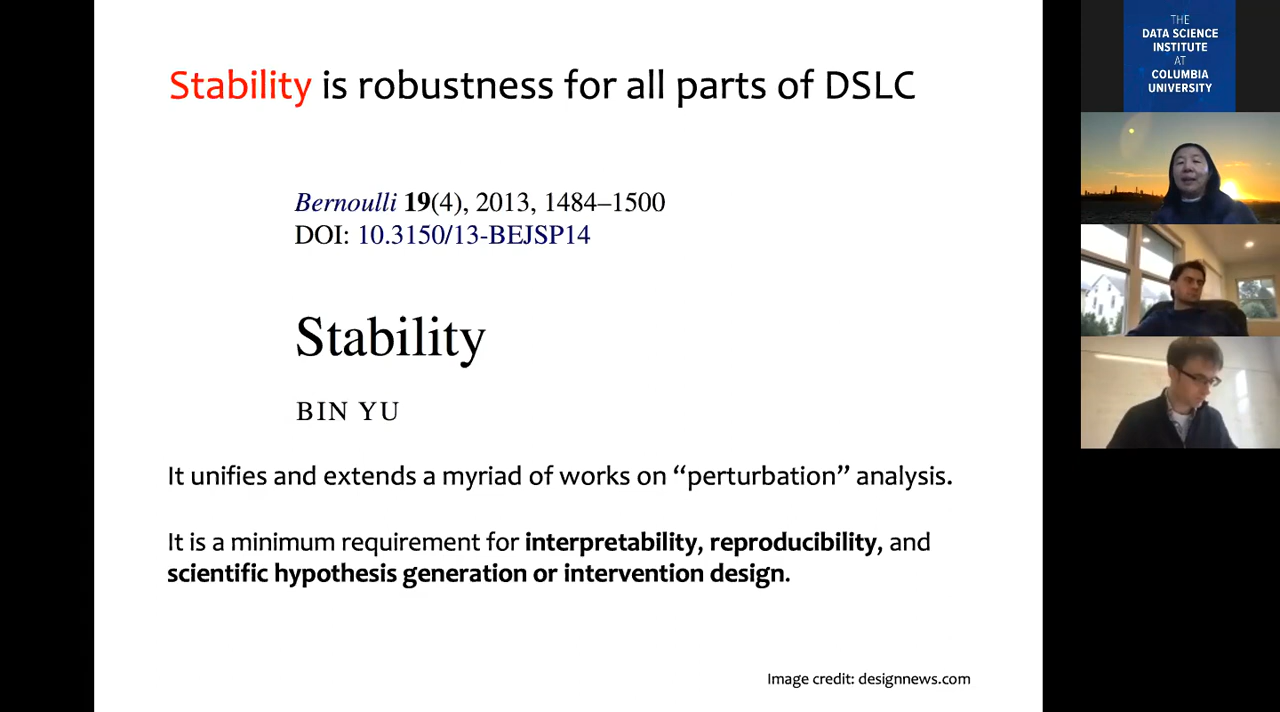 Stability is robustness for all parts of DSLC
Bernoulli 19(4), 2013, 1484–1500
DOI: 10.3150/13-BEJSP14
Stability
BIN YU
It unifies and extends a myriad of works on “perturbation” analysis.
It is a minimum requirement for interpretability, reproducibility, and
scientific hypothesis generation or intervention design.
Image credit: designnews.com
THE
DATA SCIENCE
INSTITUTE
AT
COLUMBIA
UNIVERSITY